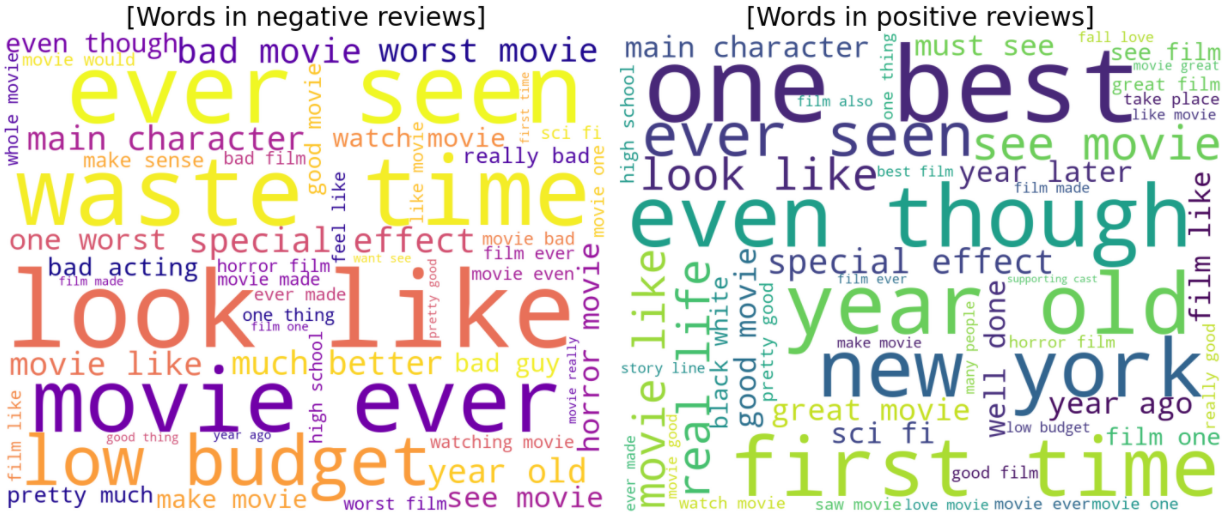 [Words in negative reviews]
even though
bad movie
worst movie
movie would
whole movie
ever seen
good movie
first time
main character
watch movie
sci fi
make sense
bad film
like movie
really bad
movie one
waste time
feel like
one worst
special effect
movie bad
film ever
want see
bad acting
horror film
movie even
film made
movie made
ever made
pretty good
one thing
film one
look like
horror movie
movie like
much better
bad guy
high school
movie really
movie ever
film like
good thing
year ago
watching movie
low budget
year old
pretty much
make movie
worst film
see movie
[Words in positive reviews]
main character
one thing
must see
fall love
see film
movie great
great film
high school
one best
film also
take place
like movie
ever seen
see movie
look like
best film
year later
film made
even though
film like
special effect
film ever
supporting cast
movie like
real life
black white
good movie
pretty good
year old
well done
make movie
many people
horror film
really good
story line
new york
great movie
year ago
low budget
sci fi
film one
ever made
movie good
first time
good film
watch movie
saw movie
love movie
movie ever
movie one